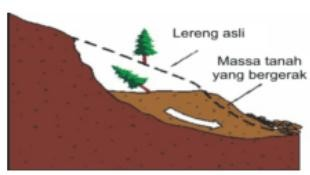 Lereng asli
Massa tanah
yang bergerak